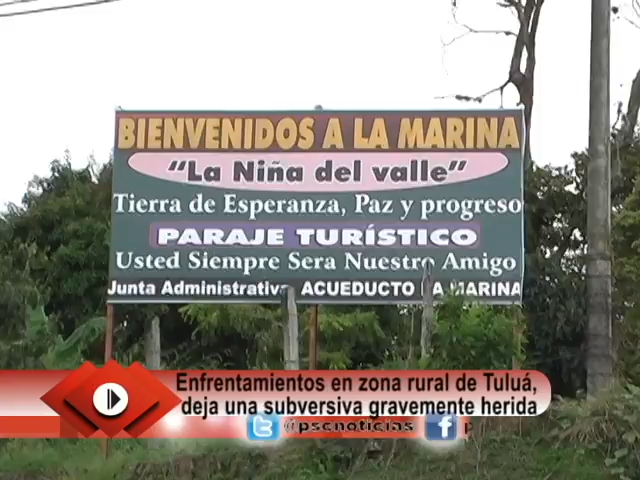 BIENVENIDOS A LA MARINA
"La Niña del valle"
Tierra de Esperanza, Paz y progreso
PARAJE TURÍSTICO
Usted Siempre Sera Nuestro Amigo
Junta Administrativa ACUEDUCTO LA MARINA
Enfrentamientos en zona rural de Tuluá,
deja una subversiva gravemente herida
@pscnoticias